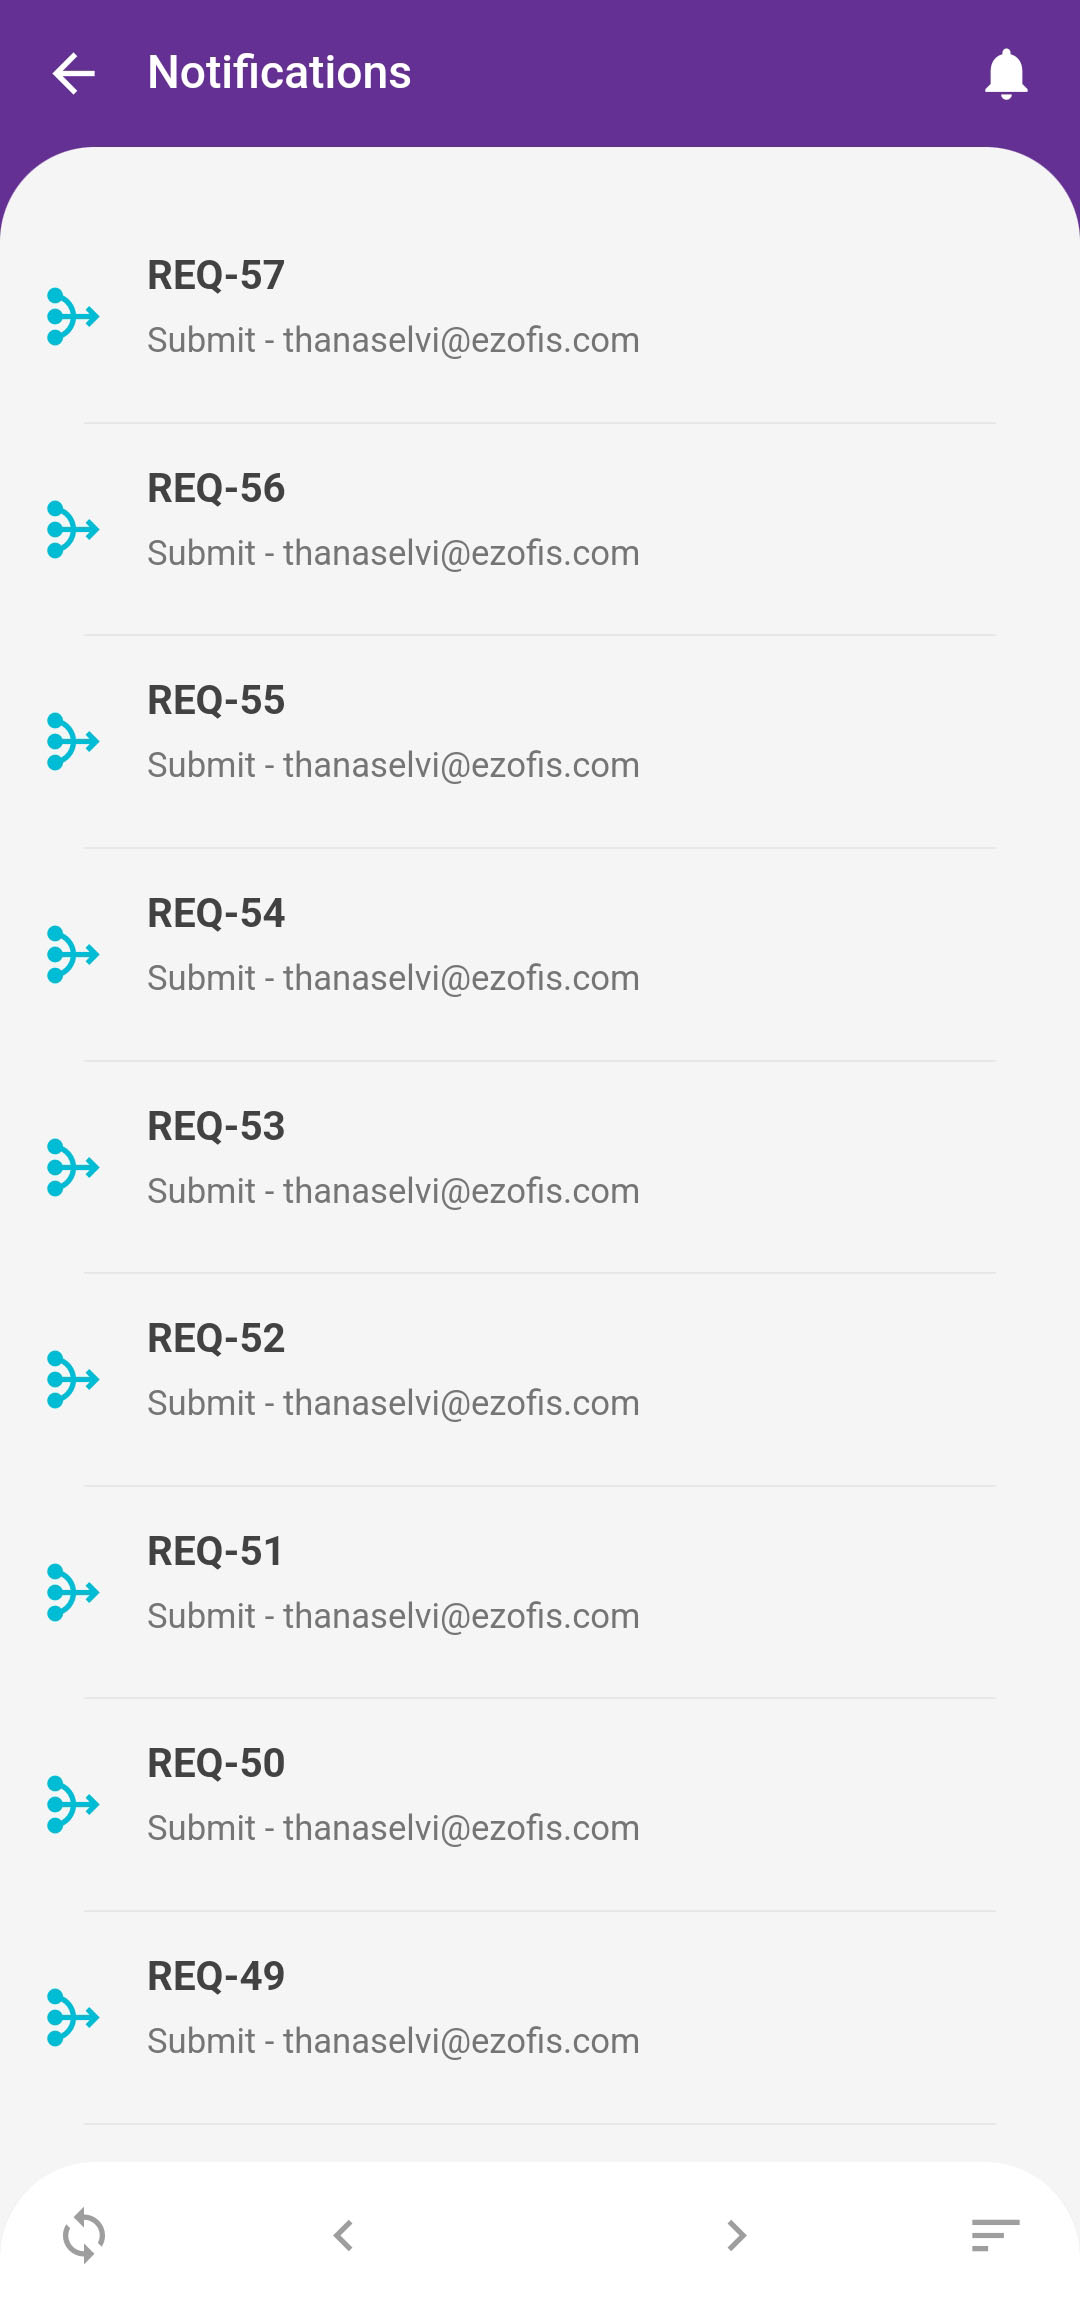 Notifications
REQ-57
Submit - thanaselvi@ezofis.com
REQ-56
Submit - thanaselvi@ezofis.com
REQ-55
Submit - thanaselvi@ezofis.com
REQ-54
Submit - thanaselvi@ezofis.com
REQ-53
Submit - thanaselvi@ezofis.com
REQ-52
Submit - thanaselvi@ezofis.com
REQ-51
Submit - thanaselvi@ezofis.com
REQ-50
Submit - thanaselvi@ezofis.com
REQ-49
Submit - thanaselvi@ezofis.com